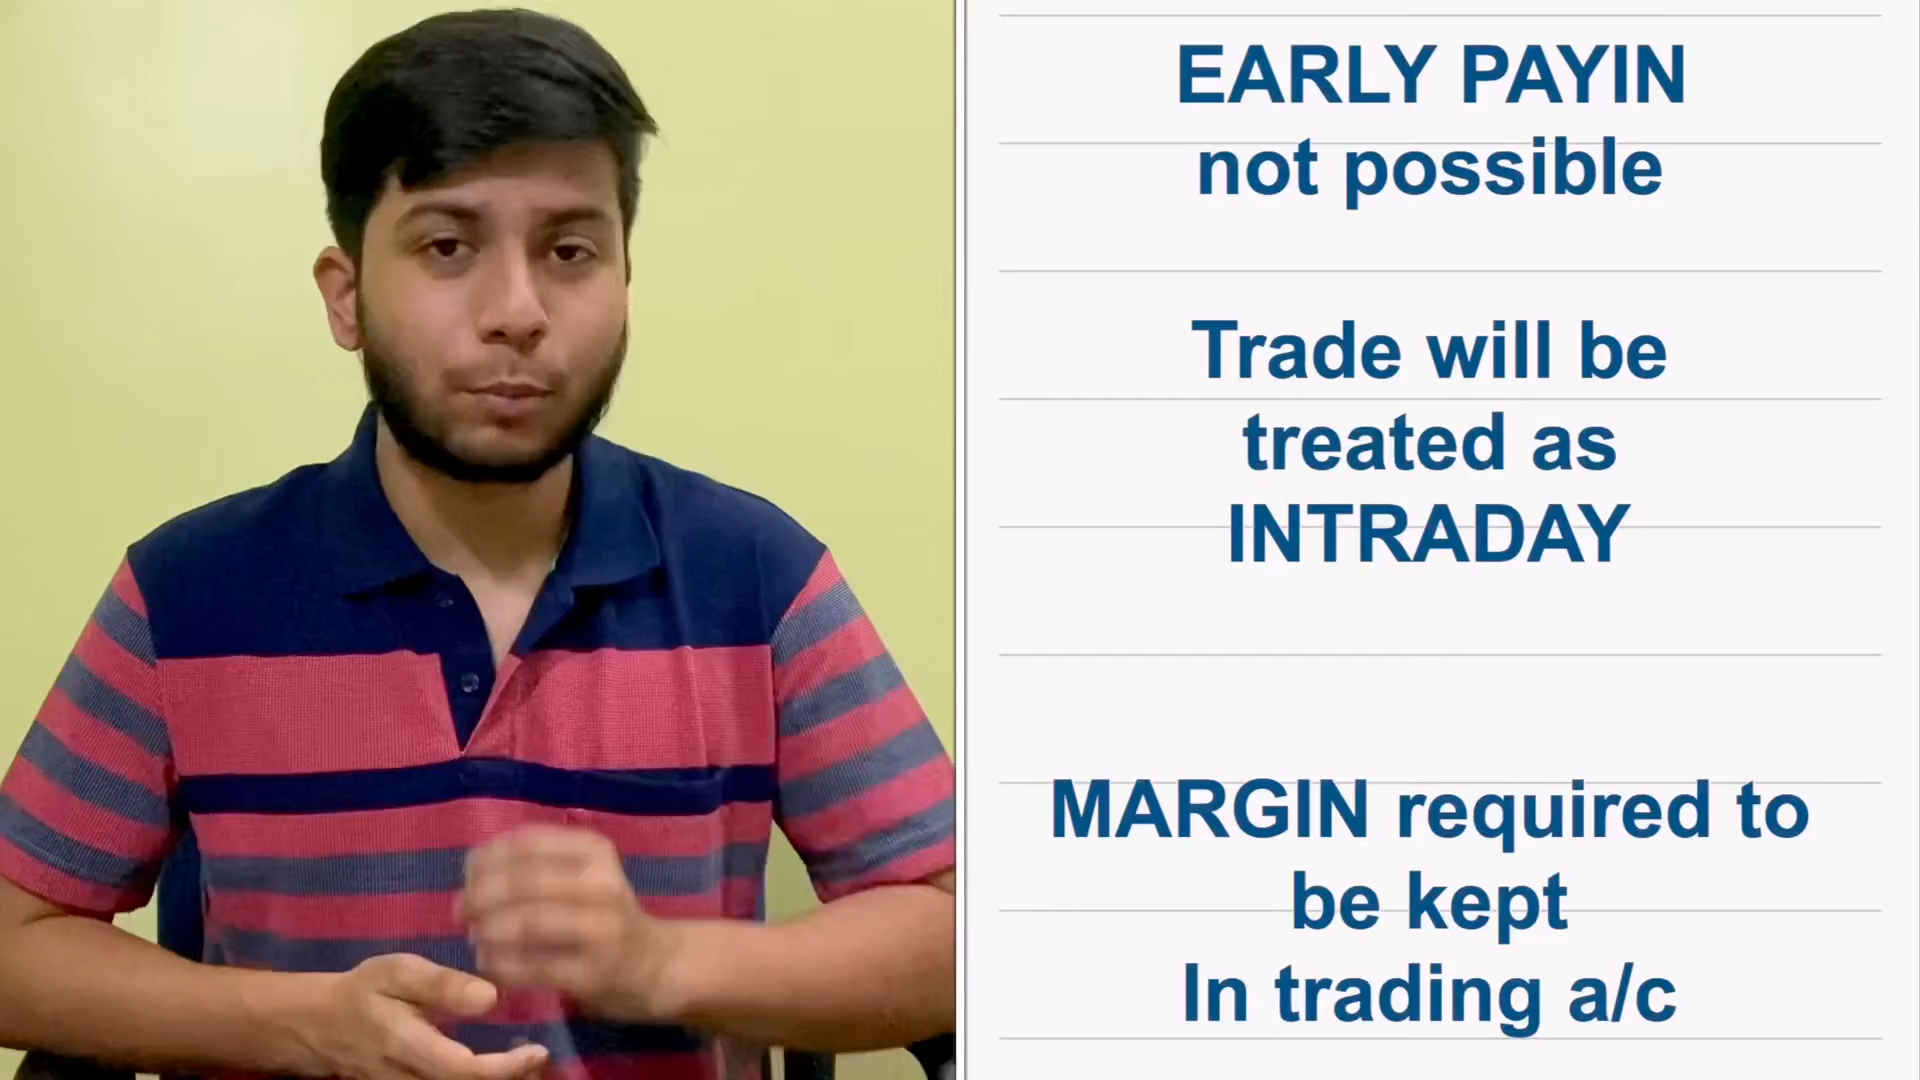 EARLY PAYIN
not possible
Trade will be
treated as
INTRADAY
MARGIN required to
be kept
In trading a/c